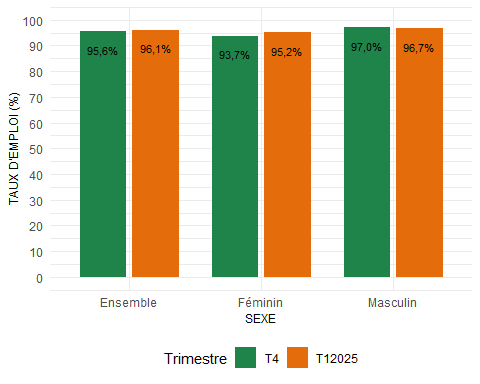 TAUX D'EMPLOI (%)
100
90
80
70
60
50
40
30
20
10
0
95,6%
96,1%
93,7%
95,2%
97,0%
96,7%
Ensemble
Féminin
Masculin
SEXE
Trimestre
T4
T12025